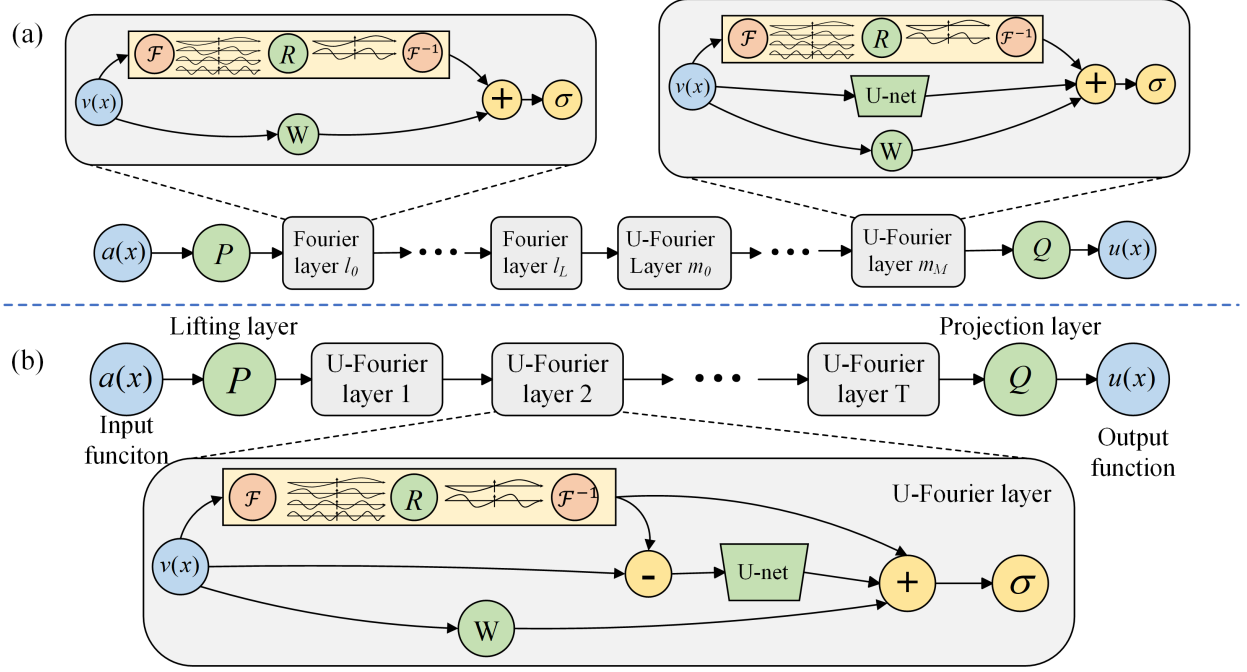 (a)
ℱ R ℱ⁻¹
v(x) + σ
W
ℱ R ℱ⁻¹
v(x) U-net + σ
W
a(x) P Fourier layer l₀ ••• Fourier layer l_L U-Fourier Layer m₀ ••• U-Fourier layer m_M Q u(x)
(b)
Lifting layer Projection layer
a(x) P U-Fourier layer 1 U-Fourier layer 2 ••• U-Fourier layer T Q u(x)
Input funciton
Output function
U-Fourier layer
ℱ R ℱ⁻¹
v(x) - U-net + σ
W